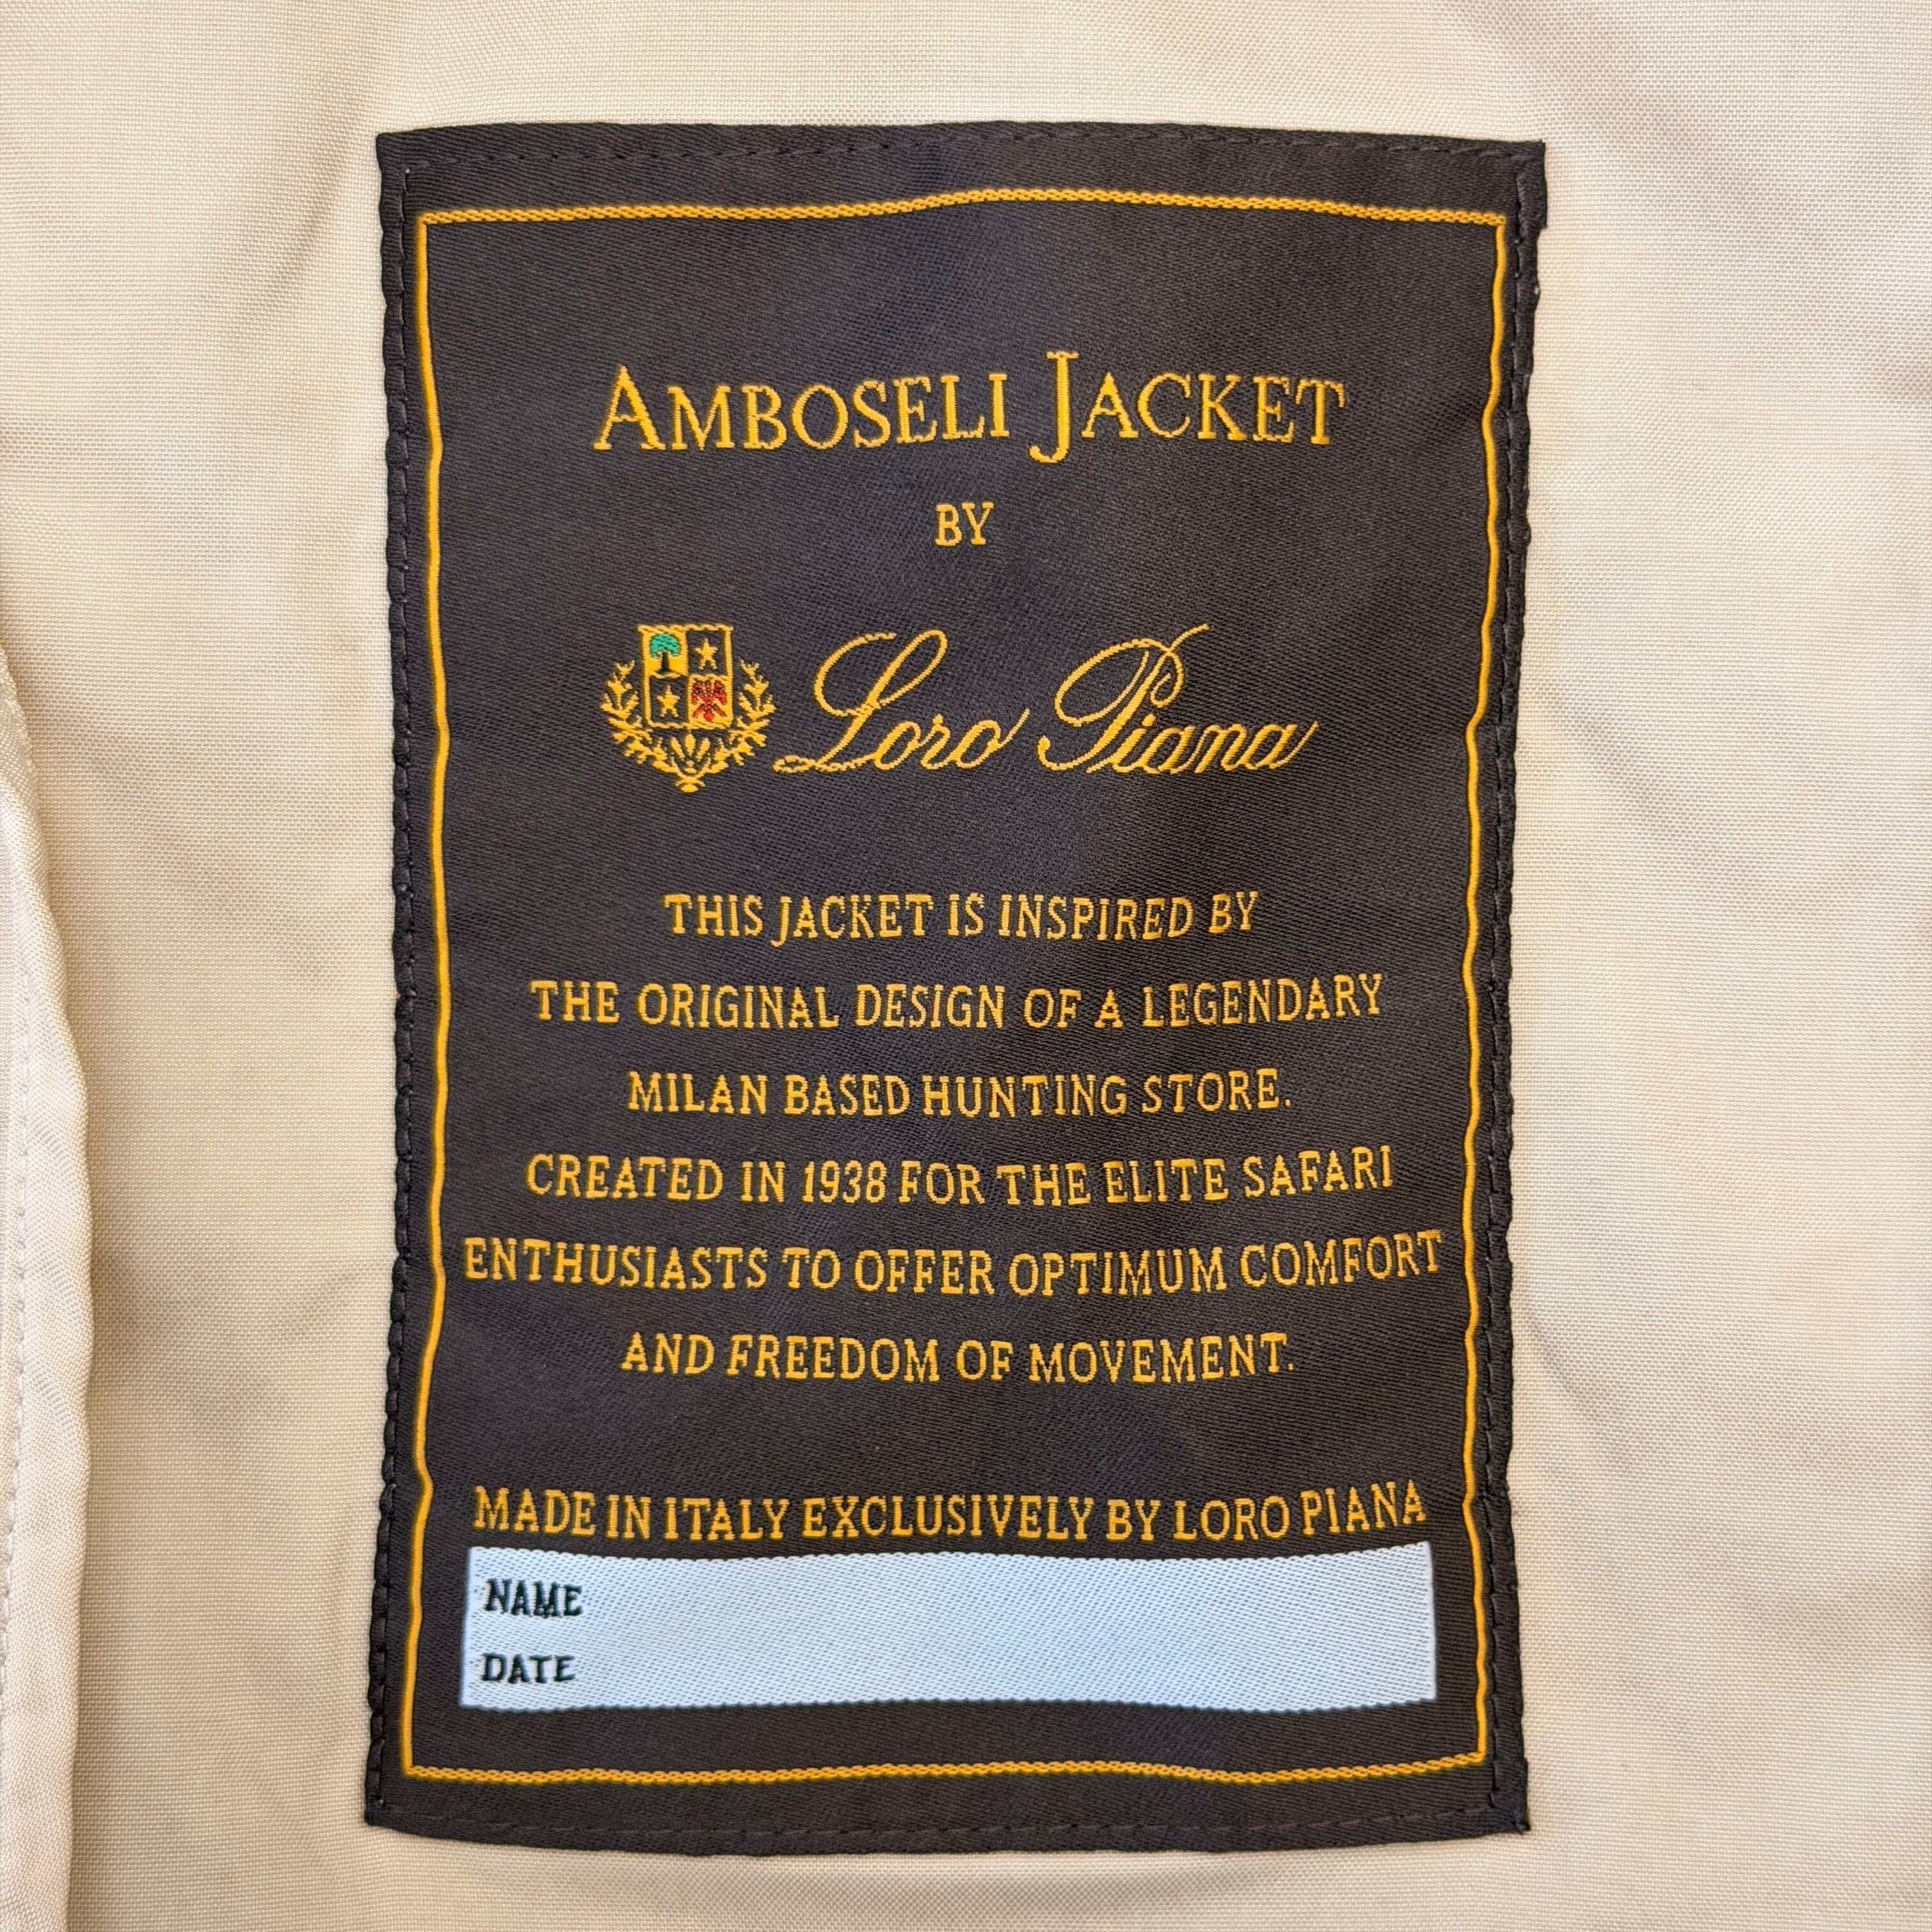 AMBOSELI JACKET
BY
Loro Piana
THIS JACKET IS INSPIRED BY
THE ORIGINAL DESIGN OF A LEGENDARY
MILAN BASED HUNTING STORE.
CREATED IN 1938 FOR THE ELITE SAFARI
ENTHUSIASTS TO OFFER OPTIMUM COMFORT
AND FREEDOM OF MOVEMENT.
MADE IN ITALY EXCLUSIVELY BY LORO PIANA
NAME
DATE